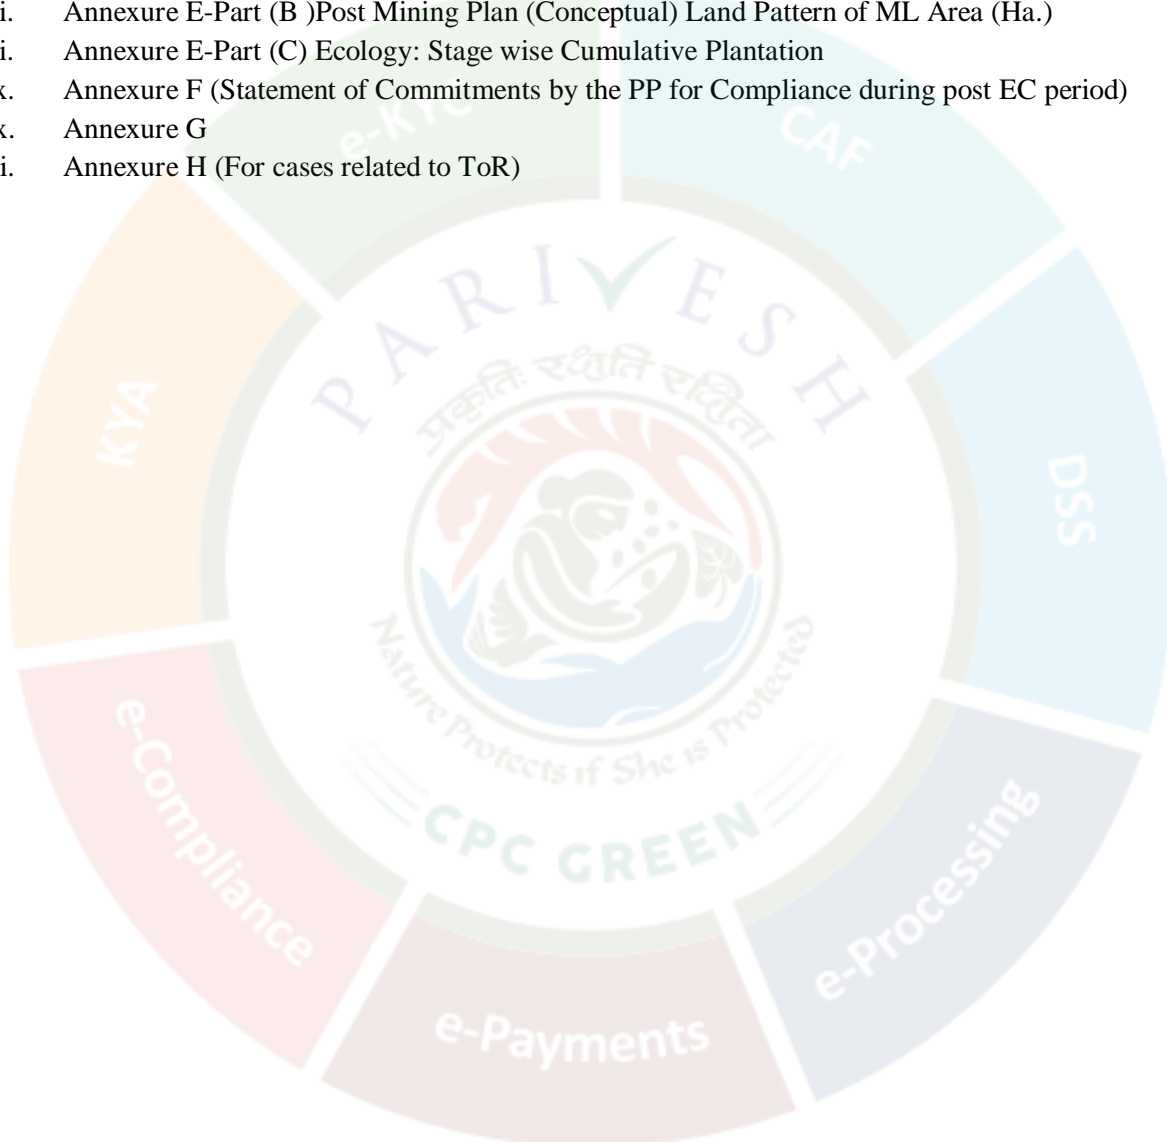 i. Annexure E-Part (B )Post Mining Plan (Conceptual) Land Pattern of ML Area (Ha.)
i. Annexure E-Part (C) Ecology: Stage wise Cumulative Plantation
x. Annexure F (Statement of Commitments by the PP for Compliance during post EC period)
x. Annexure G
i. Annexure H (For cases related to ToR)
e-KYC
CAF
PARIVESH
प्रकृतिः रक्षति रक्षिता
KYA
DSS
Nature Protects if She is Protected
e-Compliance
CPC GREEN
e-Processing
e-Payments